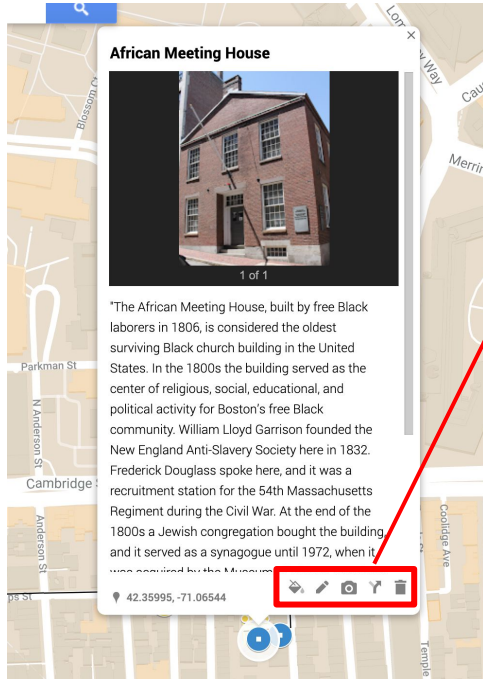 African Meeting House
1 of 1
"The African Meeting House, built by free Black
laborers in 1806, is considered the oldest
surviving Black church building in the United
States. In the 1800s the building served as the
center of religious, social, educational, and
political activity for Boston's free Black
community. William Lloyd Garrison founded the
New England Anti-Slavery Society here in 1832.
Frederick Douglass spoke here, and it was a
recruitment station for the 54th Massachusetts
Regiment during the Civil War. At the end of the
1800s a Jewish congregation bought the building,
and it served as a synagogue until 1972, when it
was acquired by the Museum
42.35995, -71.06544
Blossom
Way
Parkman St
N Anderson St
Cambridge
Anderson St
Coolidge Ave
Temple